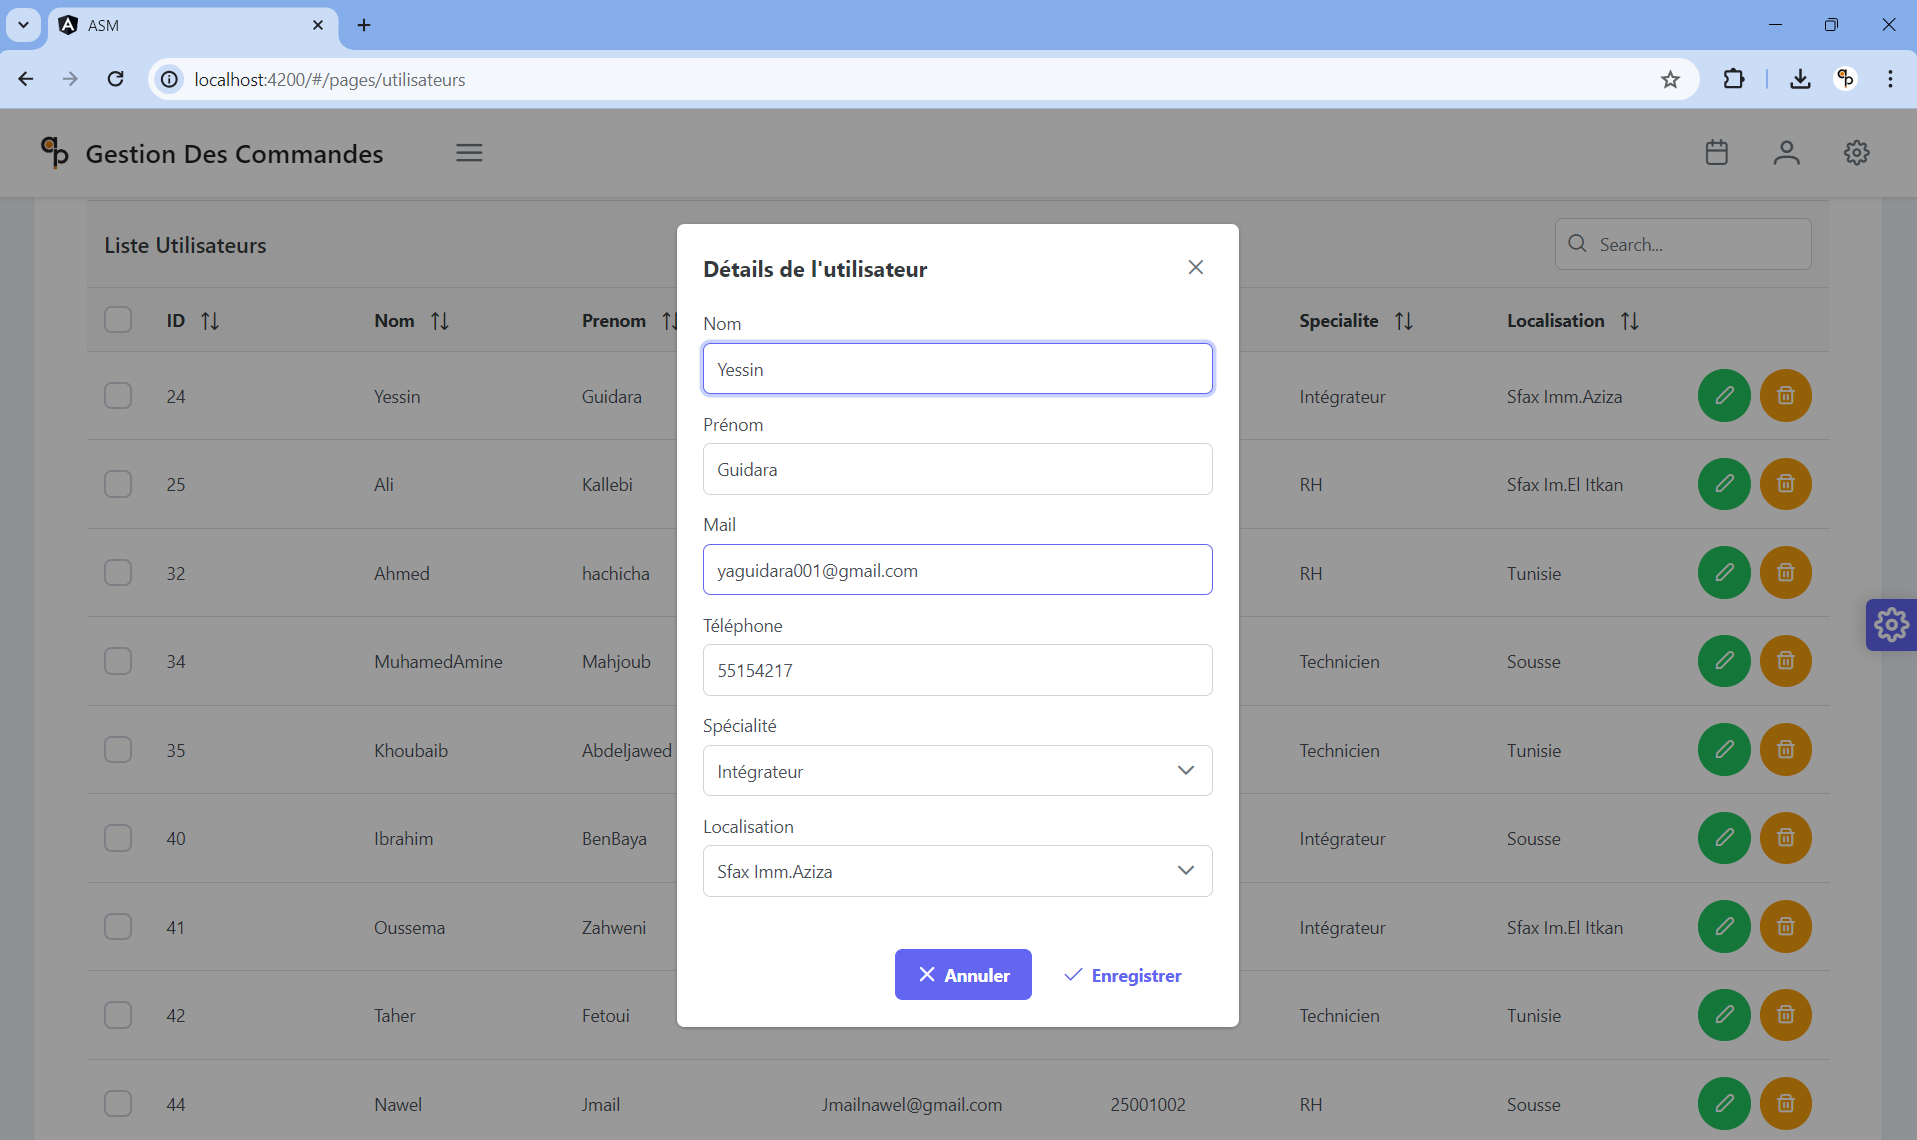 ASM
localhost:4200/#/pages/utilisateurs
Gestion Des Commandes
Liste Utilisateurs
Search...
ID Nom Prenom Specialite Localisation
24 Yessin Guidara Intégrateur Sfax Imm.Aziza
25 Ali Kallebi RH Sfax Im.El Itkan
32 Ahmed hachicha RH Tunisie
34 MuhamedAmine Mahjoub Technicien Sousse
35 Khoubaib Abdeljawed Technicien Tunisie
40 Ibrahim BenBaya Intégrateur Sousse
41 Oussema Zahweni Intégrateur Sfax Im.El Itkan
42 Taher Fetoui Technicien Tunisie
44 Nawel Jmail Jmailnawel@gmail.com 25001002 RH Sousse
Détails de l'utilisateur
Nom
Yessin
Prénom
Guidara
Mail
yaguidara001@gmail.com
Téléphone
55154217
Spécialité
Intégrateur
Localisation
Sfax Imm.Aziza
Annuler Enregistrer